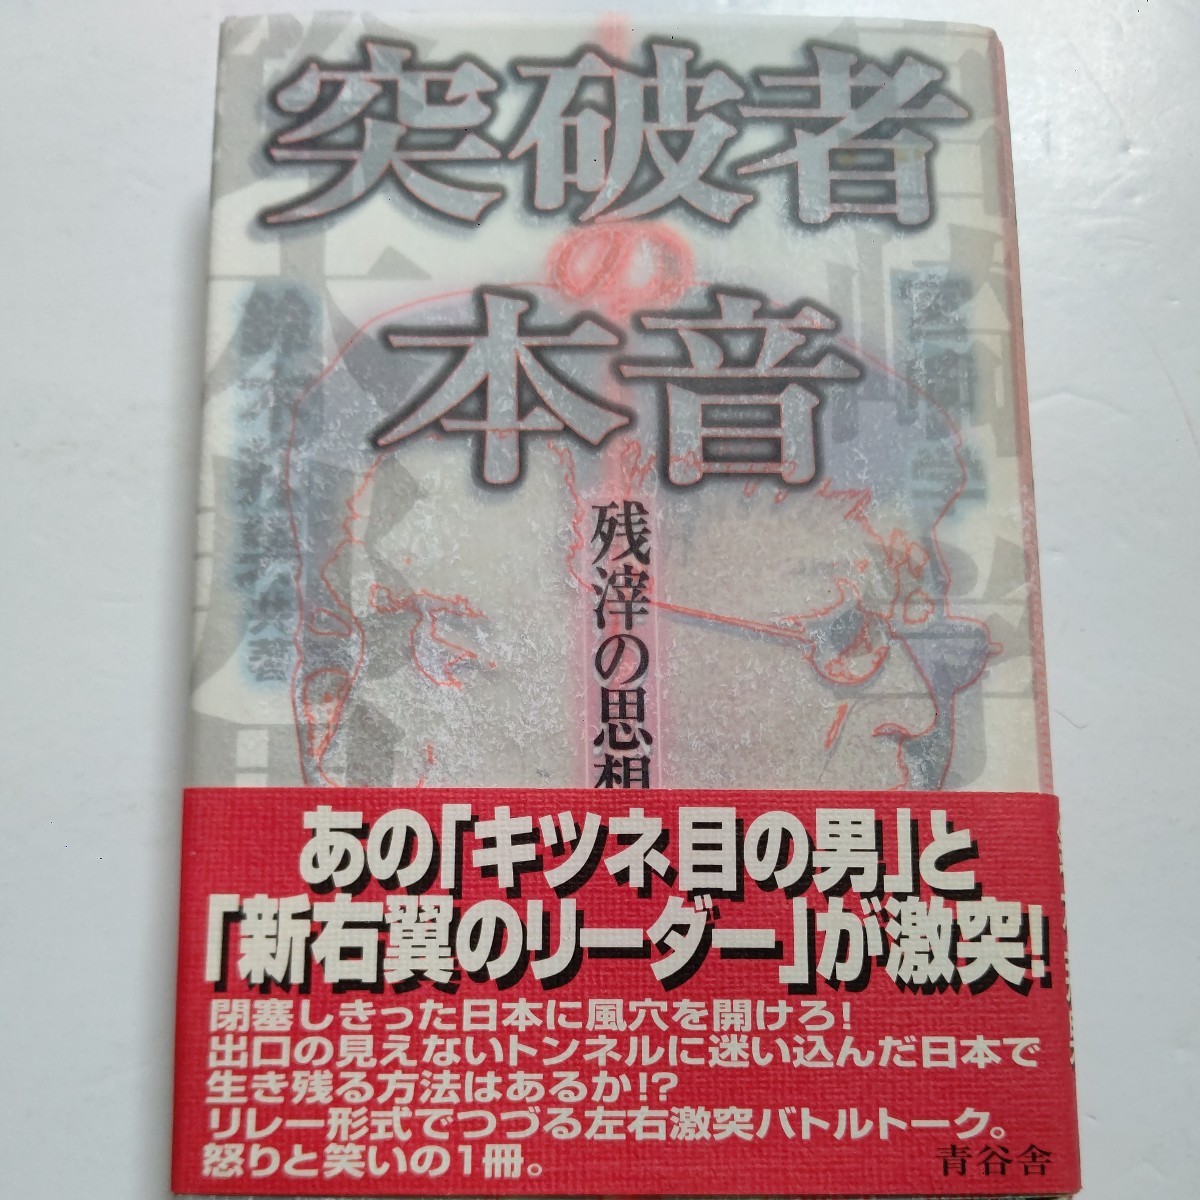 突破者
の
本音
残滓の思想
あの「キツネ目の男」と
「新右翼のリーダー」が激突!
閉塞しきった日本に風穴を開けろ!
出口の見えないトンネルに迷い込んだ日本で
生き残る方法はあるか!?
リレー形式でつづる左右激突バトルトーク。
怒りと笑いの1冊。
青谷舎